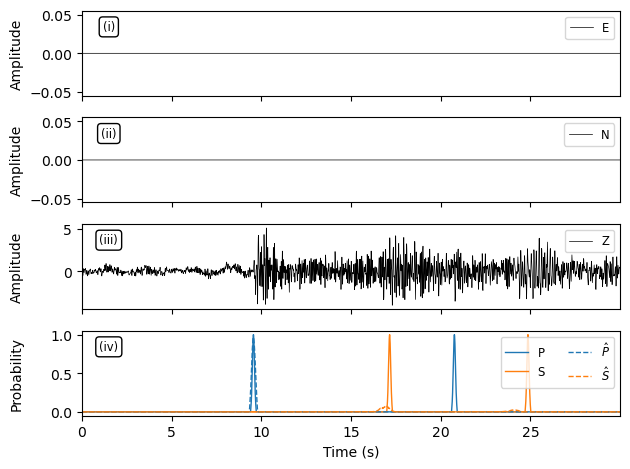 Amplitude
0.05
0.00
−0.05
(i)
E
Amplitude
0.05
0.00
−0.05
(ii)
N
Amplitude
5
0
(iii)
Z
Probability
1.0
0.5
0.0
(iv)
P
S
P̂
Ŝ
0 5 10 15 20 25
Time (s)